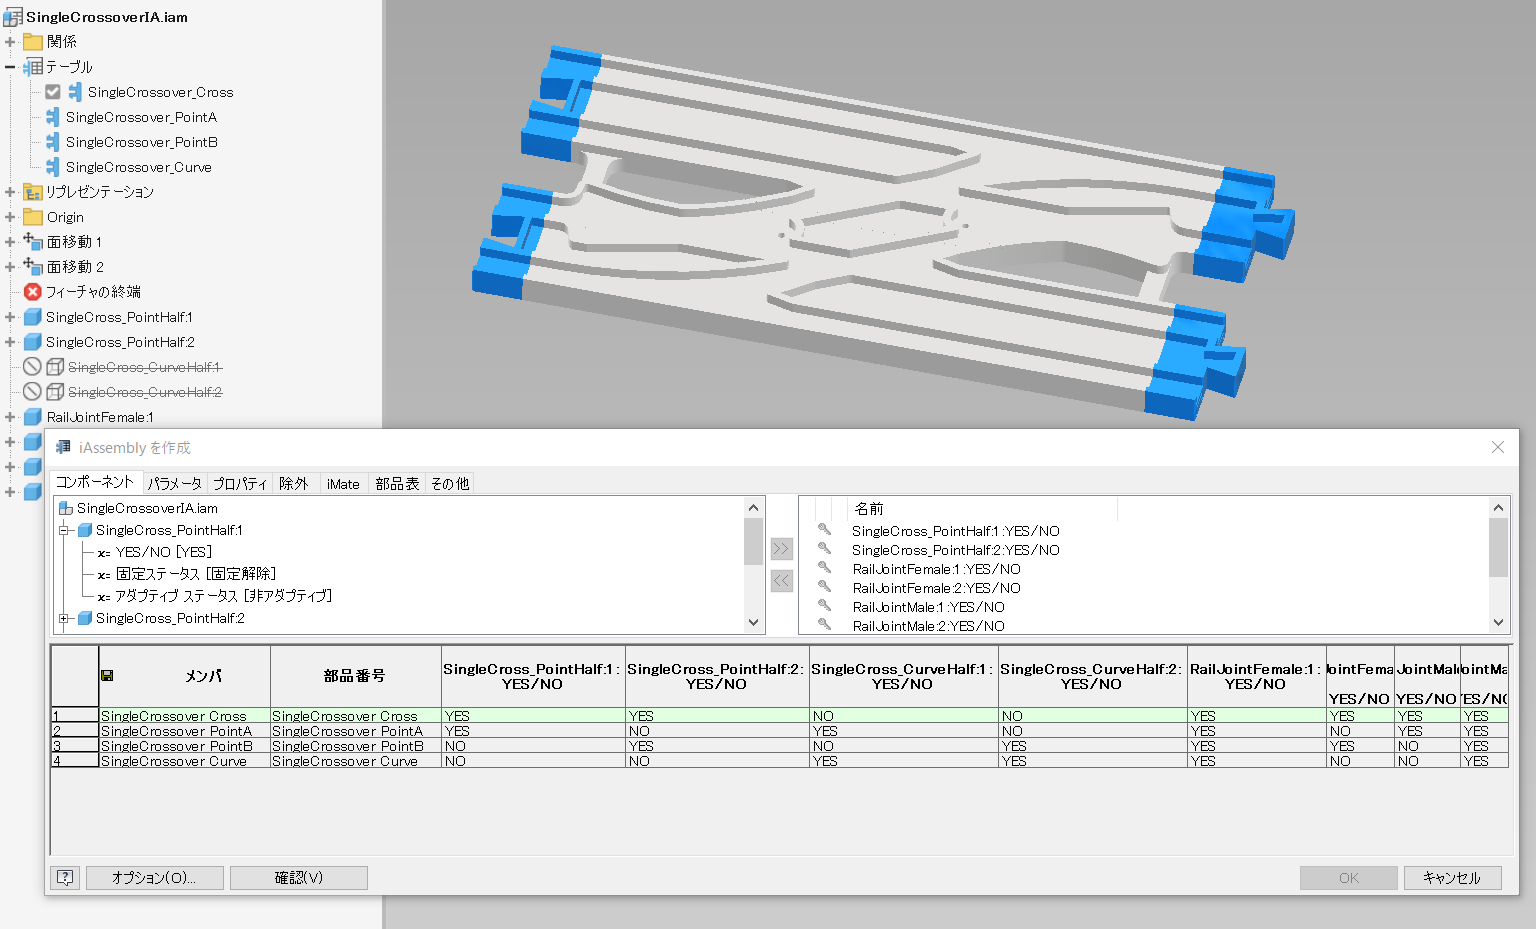 SingleCrossoverIA.iam
関係
テーブル
SingleCrossover_Cross
SingleCrossover_PointA
SingleCrossover_PointB
SingleCrossover_Curve
リプレゼンテーション
Origin
面移動 1
面移動 2
フィーチャの終端
SingleCross_PointHalf:1
SingleCross_PointHalf:2
SingleCross_CurveHalf:1
SingleCross_CurveHalf:2
RailJointFemale:1
iAssembly を作成
コンポーネント パラメータ プロパティ 除外 iMate 部品表 その他
SingleCrossoverIA.iam
SingleCross_PointHalf:1
x= YES/NO [YES]
x= 固定ステータス [固定解除]
x= アダプティブ ステータス [非アダプティブ]
SingleCross_PointHalf:2
>>
<<
名前
SingleCross_PointHalf:1:YES/NO
SingleCross_PointHalf:2:YES/NO
RailJointFemale:1:YES/NO
RailJointFemale:2:YES/NO
RailJointMale:1:YES/NO
RailJointMale:2:YES/NO
メンバ 部品番号 SingleCross_PointHalf:1: YES/NO SingleCross_PointHalf:2: YES/NO SingleCross_CurveHalf:1: YES/NO SingleCross_CurveHalf:2: YES/NO RailJointFemale:1: YES/NO JointFema YES/NO JointMal YES/NO ointMa YES/NO
1 SingleCrossover Cross SingleCrossover Cross YES YES NO NO YES YES YES YES
2 SingleCrossover PointA SingleCrossover PointA YES NO YES NO YES NO YES YES
3 SingleCrossover PointB SingleCrossover PointB NO YES NO YES YES YES NO YES
4 SingleCrossover Curve SingleCrossover Curve NO NO YES YES YES NO NO YES
オプション(O)... 確認(V) OK キャンセル